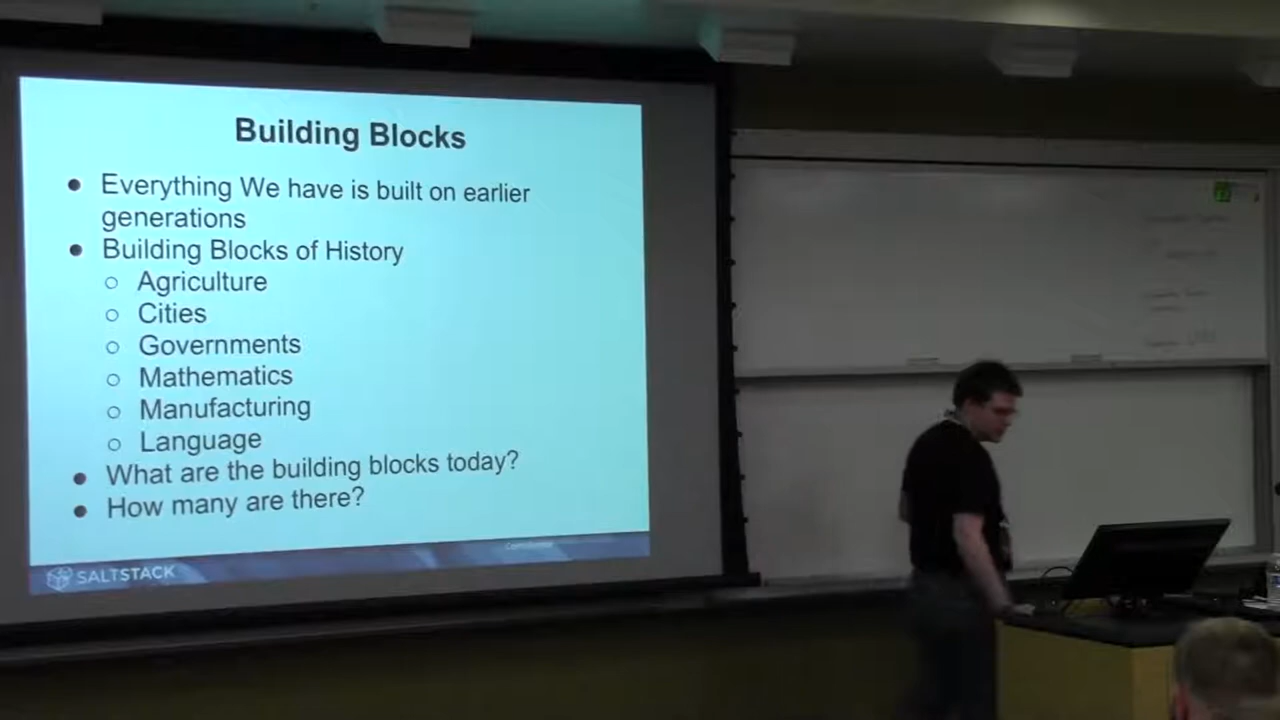 Building Blocks
● Everything We have is built on earlier
generations
● Building Blocks of History
○ Agriculture
○ Cities
○ Governments
○ Mathematics
○ Manufacturing
○ Language
● What are the building blocks today?
● How many are there?
SALTSTACK